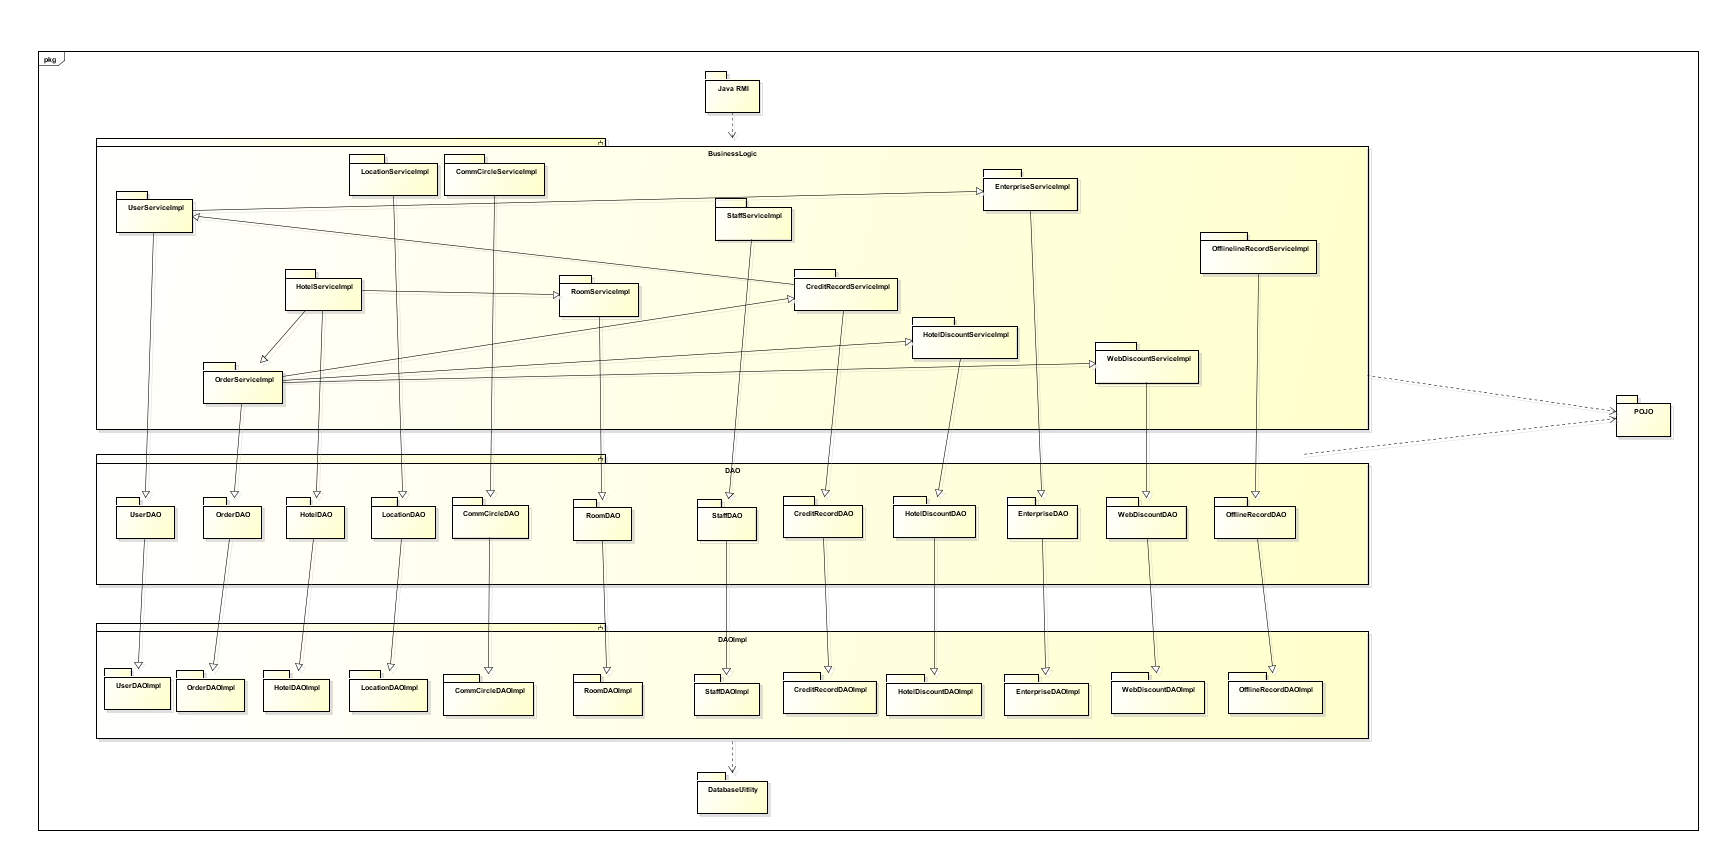 pkg
Java RMI
BusinessLogic
LocationServiceImpl
CommCircleServiceImpl
EnterpriseServiceImpl
UserServiceImpl
StaffServiceImpl
OfflinelineRecordServiceImpl
HotelServiceImpl
RoomServiceImpl
CreditRecordServiceImpl
HotelDiscountServiceImpl
WebDiscountServiceImpl
OrderServiceImpl
POJO
DAO
UserDAO
OrderDAO
HotelDAO
LocationDAO
CommCircleDAO
RoomDAO
StaffDAO
CreditRecordDAO
HotelDiscountDAO
EnterpriseDAO
WebDiscountDAO
OfflineRecordDAO
DAOImpl
UserDAOImpl
OrderDAOImpl
HotelDAOImpl
LocationDAOImpl
CommCircleDAOImpl
RoomDAOImpl
StaffDAOImpl
CreditRecordDAOImpl
HotelDiscountDAOImpl
EnterpriseDAOImpl
WebDiscountDAOImpl
OfflineRecordDAOImpl
DatabaseUitlity